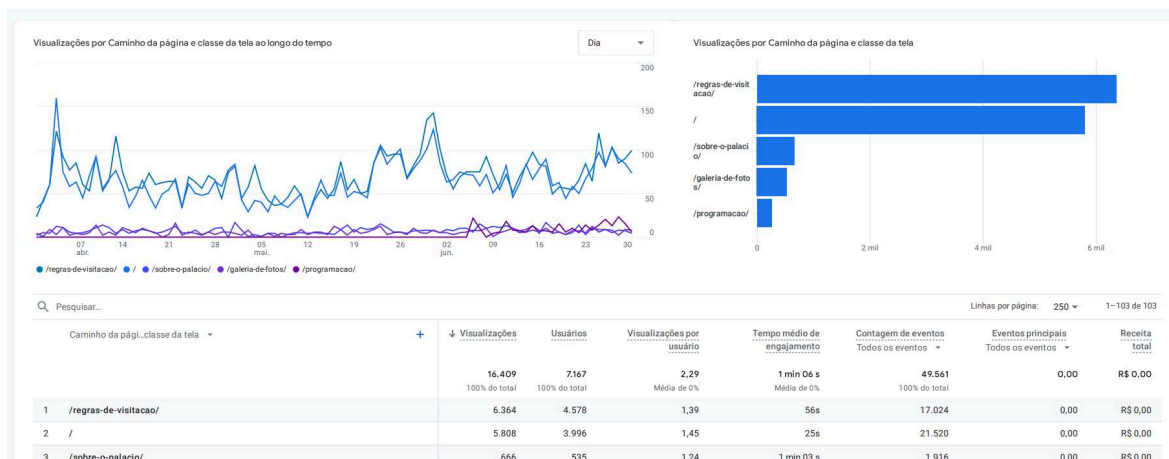 Visualizações por Caminho da página e classe da tela ao longo do tempo
Dia
200
150
100
50
0
07
abr.
14
21
28
05
mai.
12
19
26
02
jun.
09
16
23
30
/regras-de-visitacao/
/
/sobre-o-palacio/
/galeria-de-fotos/
/programacao/
Visualizações por Caminho da página e classe da tela
/regras-de-visit
acao/
/
/sobre-o-palaci
o/
/galeria-de-foto
s/
/programacao/
0
2 mil
4 mil
6 mil
Pesquisar...
Linhas por página: 250
1–103 de 103
Caminho da pági...classe da tela
+
Visualizações
Usuários
Visualizações por
usuário
Tempo médio de
engajamento
Contagem de eventos
Todos os eventos
Eventos principais
Todos os eventos
Receita
total
16.409 7.167 2,29 1 min 06 s 49.561 0,00 R$ 0,00
100% do total 100% do total Média de 0% Média de 0% 100% do total
1 /regras-de-visitacao/ 6.364 4.578 1,39 56s 17.024 0,00 R$ 0,00
2 / 5.808 3.996 1,45 25s 21.520 0,00 R$ 0,00
3 /sobre-o-palacio/ 666 535 1,24 1 min 03 s 1.916 0,00 R$ 0,00